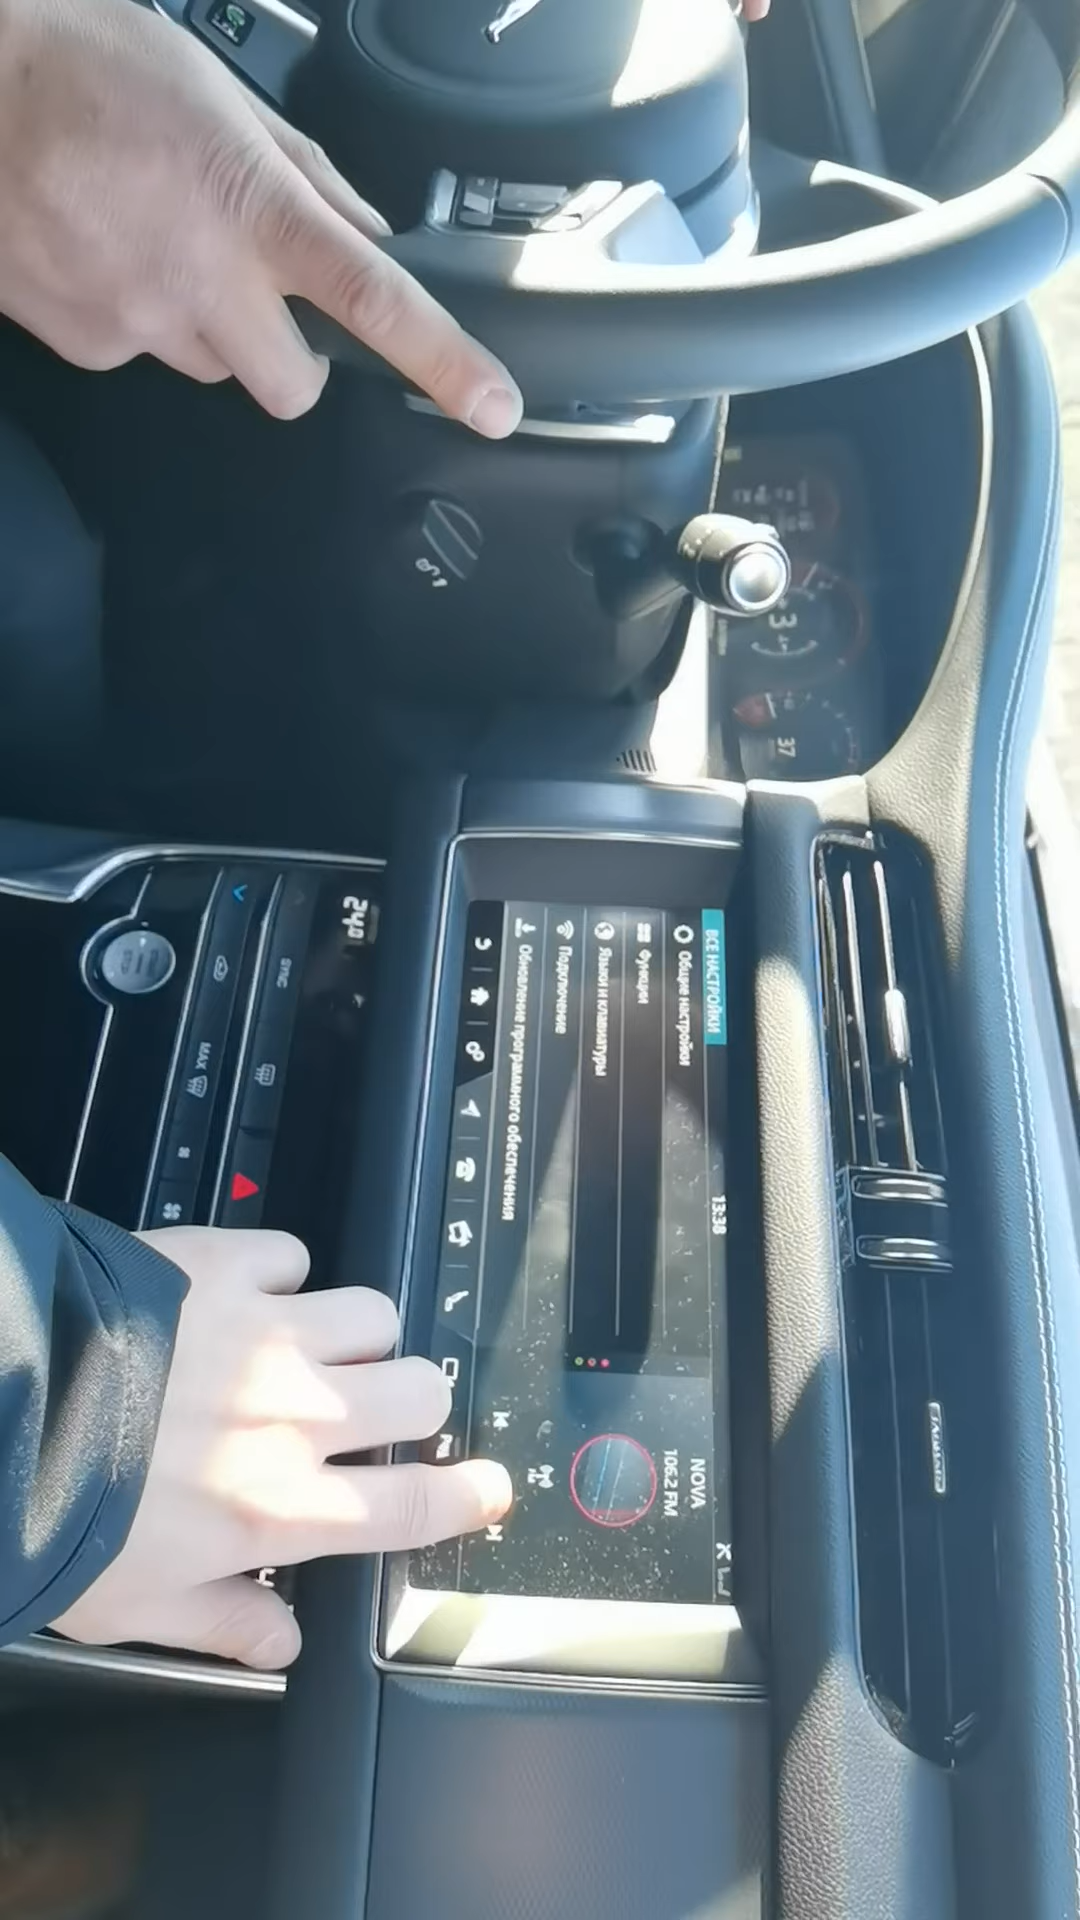 ВСЕ НАСТРОЙКИ
13:38
Общие настройки
Функции
Языки и клавиатуры
Подключение
Обновление программного обеспечения
NOVA
106.2 FM
SYNC
MAX
37